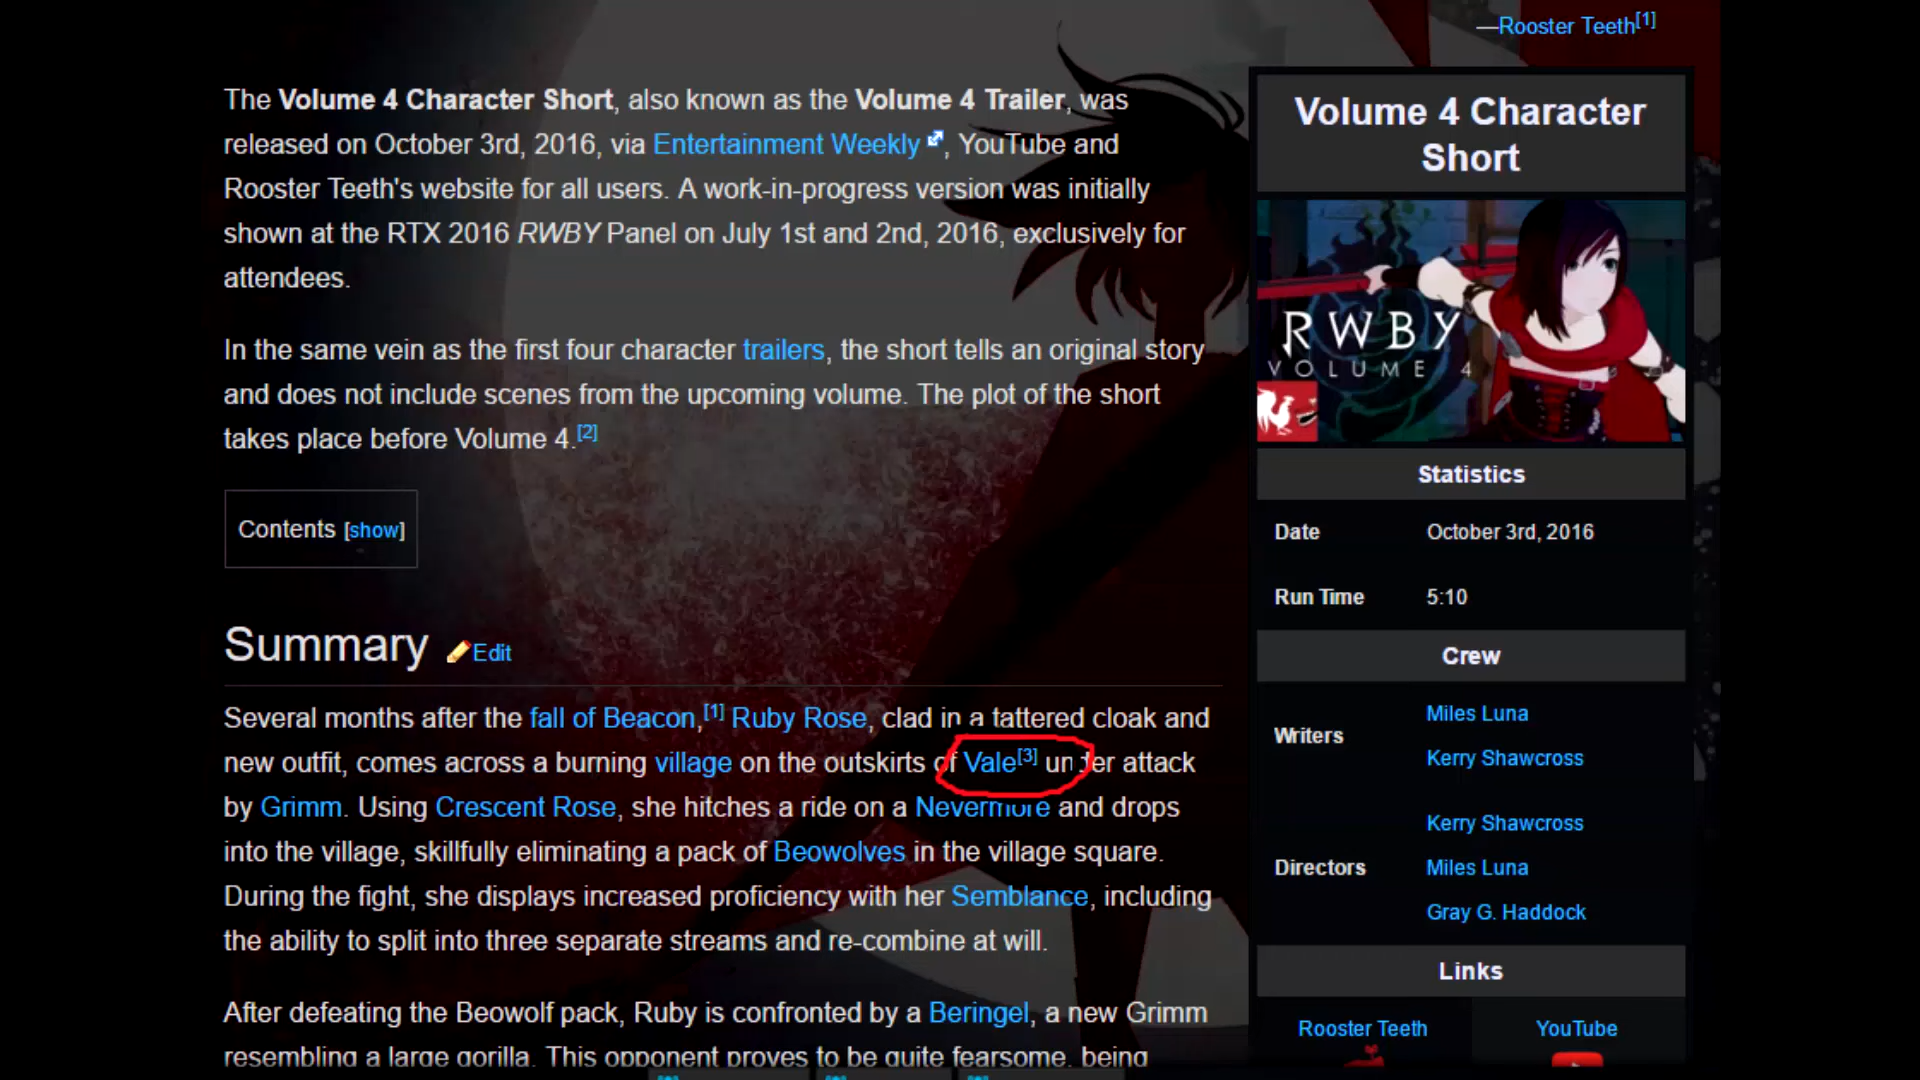 —Rooster Teeth[1]
The Volume 4 Character Short, also known as the Volume 4 Trailer, was
released on October 3rd, 2016, via Entertainment Weekly, YouTube and
Rooster Teeth's website for all users. A work-in-progress version was initially
shown at the RTX 2016 RWBY Panel on July 1st and 2nd, 2016, exclusively for
attendees.
In the same vein as the first four character trailers, the short tells an original story
and does not include scenes from the upcoming volume. The plot of the short
takes place before Volume 4.[2]
Contents [show]
Summary Edit
Several months after the fall of Beacon,[1] Ruby Rose, clad in a tattered cloak and
new outfit, comes across a burning village on the outskirts of Vale[3] under attack
by Grimm. Using Crescent Rose, she hitches a ride on a Nevermore and drops
into the village, skillfully eliminating a pack of Beowolves in the village square.
During the fight, she displays increased proficiency with her Semblance, including
the ability to split into three separate streams and re-combine at will.
After defeating the Beowolf pack, Ruby is confronted by a Beringel, a new Grimm
resembling a large gorilla. This opponent proves to be quite fearsome, being
Volume 4 Character
Short
RWBY
VOLUME 4
Statistics
Date October 3rd, 2016
Run Time 5:10
Crew
Writers
Miles Luna
Kerry Shawcross
Directors
Kerry Shawcross
Miles Luna
Gray G. Haddock
Links
Rooster Teeth YouTube